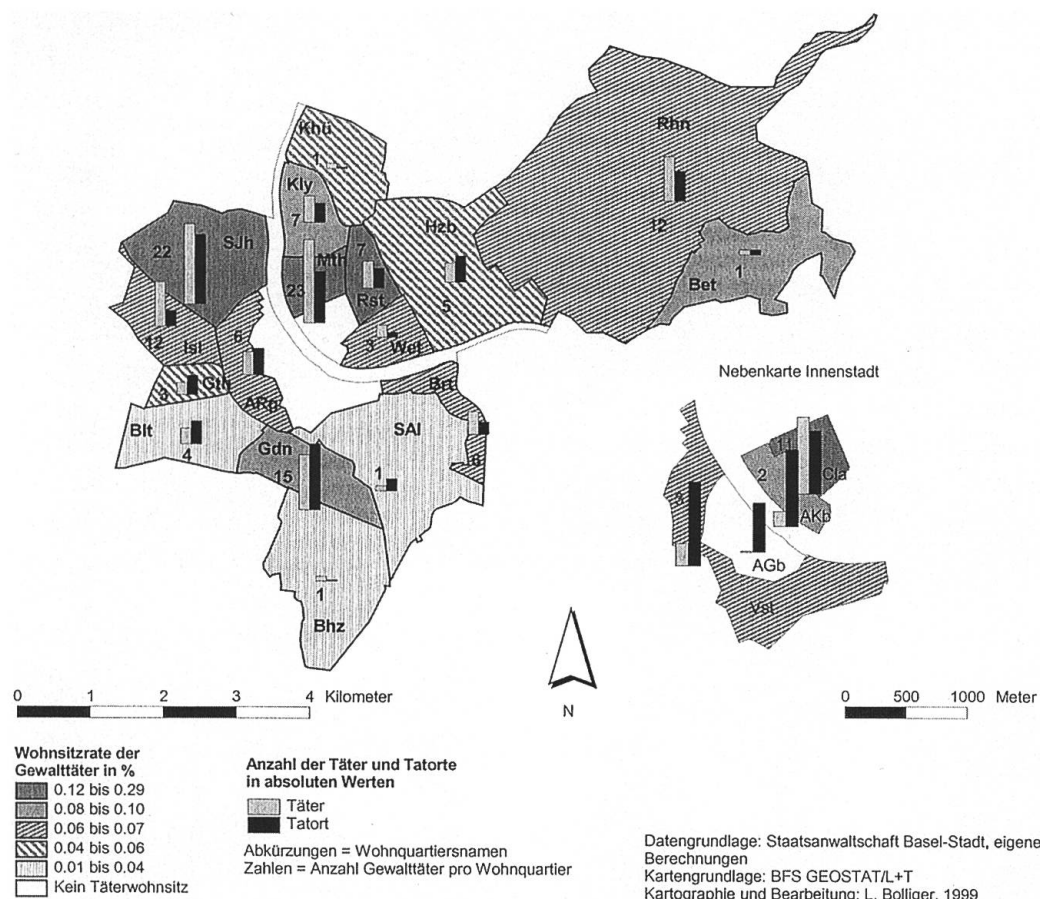 Rhn
Khü
1
Kly
7
Hzb
7
22
SJh
Mth
12
23
Rst
Bet
1
5
6
3
Wet
12
Isl
Nebenkarte Innenstadt
Gth
3
ARg
Brt
Blt
4
SAl
11
Gdn
15
1
6
2
Cla
AKb
AGb
Vst
1
Bhz
0 1 2 3 4 Kilometer
N
0 500 1000 Meter
Wohnsitzrate der
Gewalttäter in %
0.12 bis 0.29
0.08 bis 0.10
0.06 bis 0.07
0.04 bis 0.06
0.01 bis 0.04
Kein Täterwohnsitz
Anzahl der Täter und Tatorte
in absoluten Werten
Täter
Tatort
Abkürzungen = Wohnquartiersnamen
Zahlen = Anzahl Gewalttäter pro Wohnquartier
Datengrundlage: Staatsanwaltschaft Basel-Stadt, eigene
Berechnungen
Kartengrundlage: BFS GEOSTAT/L+T
Kartographie und Bearbeitung: L. Bolliger, 1999